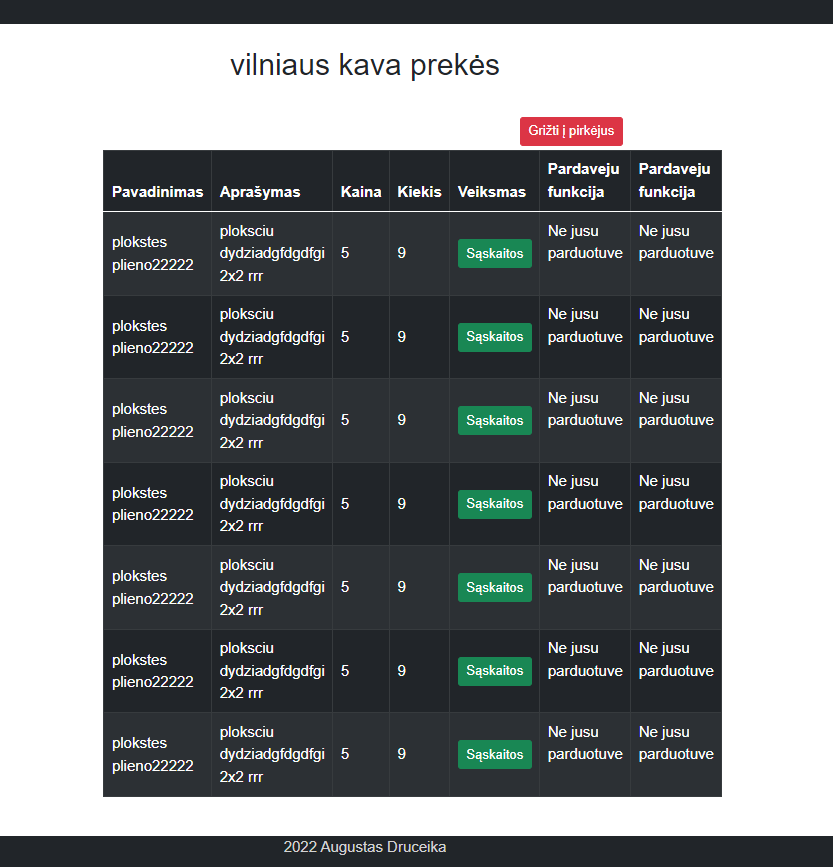 vilniaus kava prekės
Grižti į pirkėjus
Pavadinimas Aprašymas Kaina Kiekis Veiksmas Pardaveju funkcija Pardaveju funkcija
plokstes plieno22222 ploksciu dydziadgfdgdfgi 2x2 rrr 5 9 Sąskaitos Ne jusu parduotuve Ne jusu parduotuve
plokstes plieno22222 ploksciu dydziadgfdgdfgi 2x2 rrr 5 9 Sąskaitos Ne jusu parduotuve Ne jusu parduotuve
plokstes plieno22222 ploksciu dydziadgfdgdfgi 2x2 rrr 5 9 Sąskaitos Ne jusu parduotuve Ne jusu parduotuve
plokstes plieno22222 ploksciu dydziadgfdgdfgi 2x2 rrr 5 9 Sąskaitos Ne jusu parduotuve Ne jusu parduotuve
plokstes plieno22222 ploksciu dydziadgfdgdfgi 2x2 rrr 5 9 Sąskaitos Ne jusu parduotuve Ne jusu parduotuve
plokstes plieno22222 ploksciu dydziadgfdgdfgi 2x2 rrr 5 9 Sąskaitos Ne jusu parduotuve Ne jusu parduotuve
plokstes plieno22222 ploksciu dydziadgfdgdfgi 2x2 rrr 5 9 Sąskaitos Ne jusu parduotuve Ne jusu parduotuve
2022 Augustas Druceika